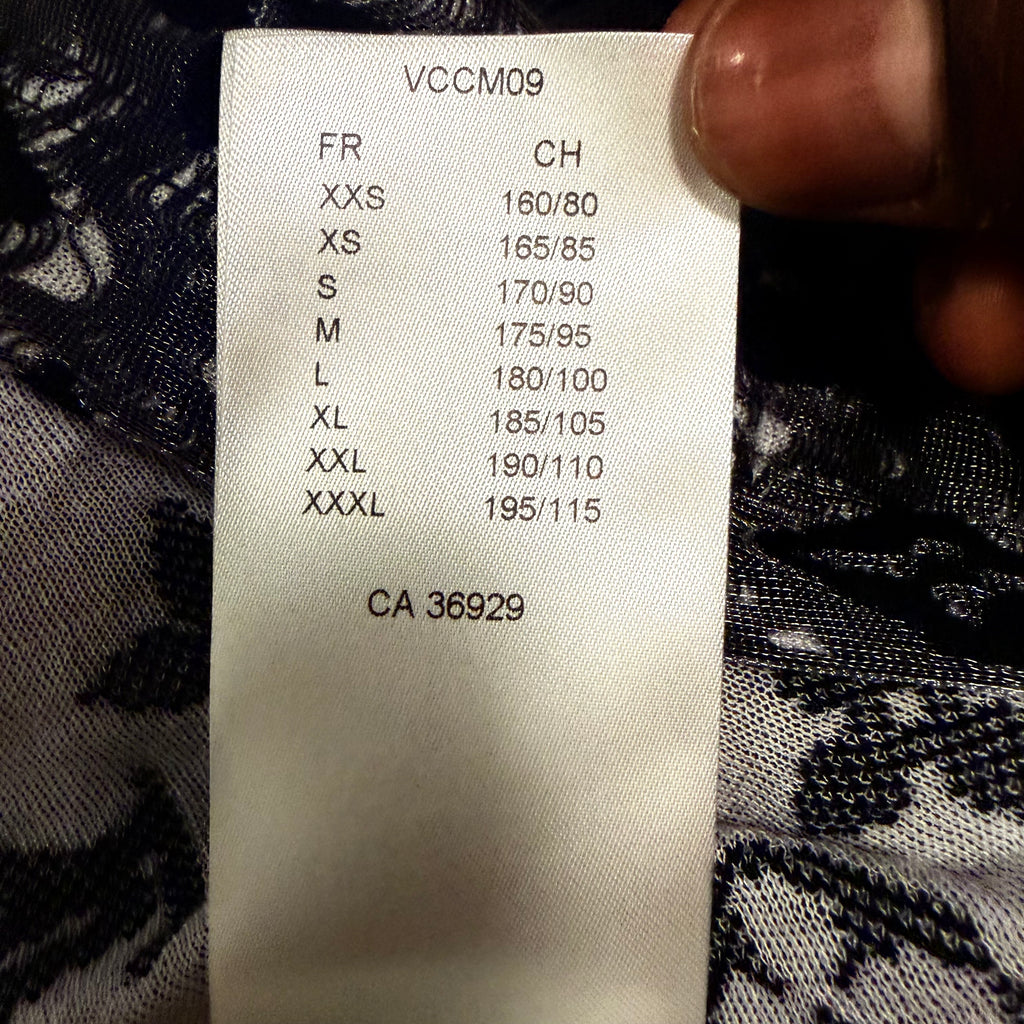 VCCM09
FR CH
XXS 160/80
XS 165/85
S 170/90
M 175/95
L 180/100
XL 185/105
XXL 190/110
XXXL 195/115
CA 36929